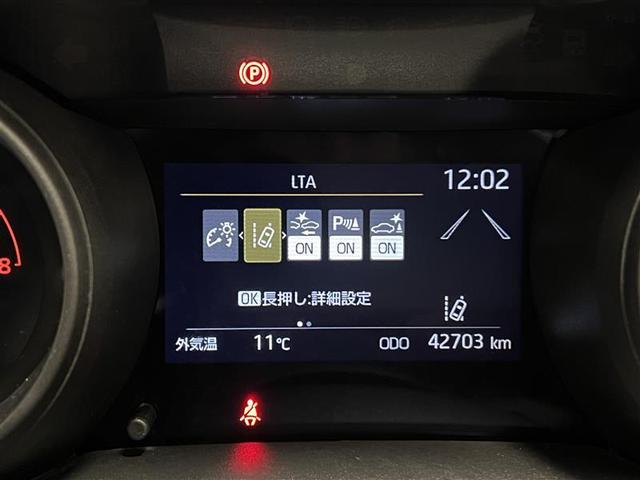 P
LTA 12:02
P
ON ON ON
OK長押し:詳細設定
外気温 11℃ ODO 42703 km
8